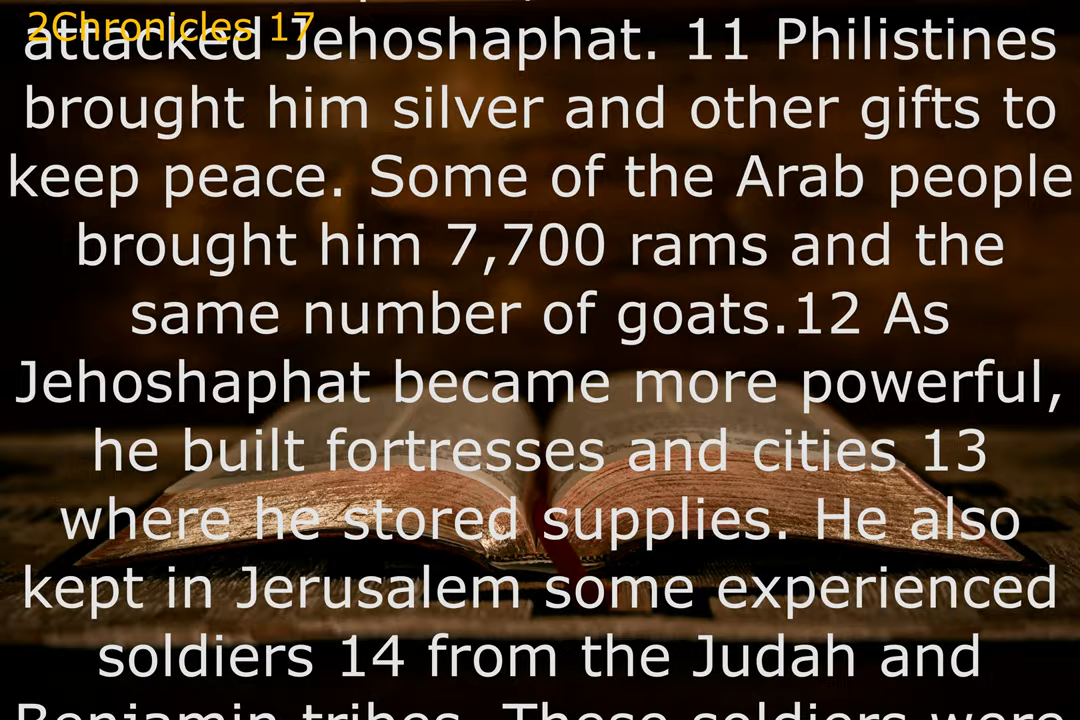 2Chronicles 17
attacked Jehoshaphat. 11 Philistines
brought him silver and other gifts to
keep peace. Some of the Arab people
brought him 7,700 rams and the
same number of goats.12 As
Jehoshaphat became more powerful,
he built fortresses and cities 13
where he stored supplies. He also
kept in Jerusalem some experienced
soldiers 14 from the Judah and
Benjamin tribes. These soldiers were